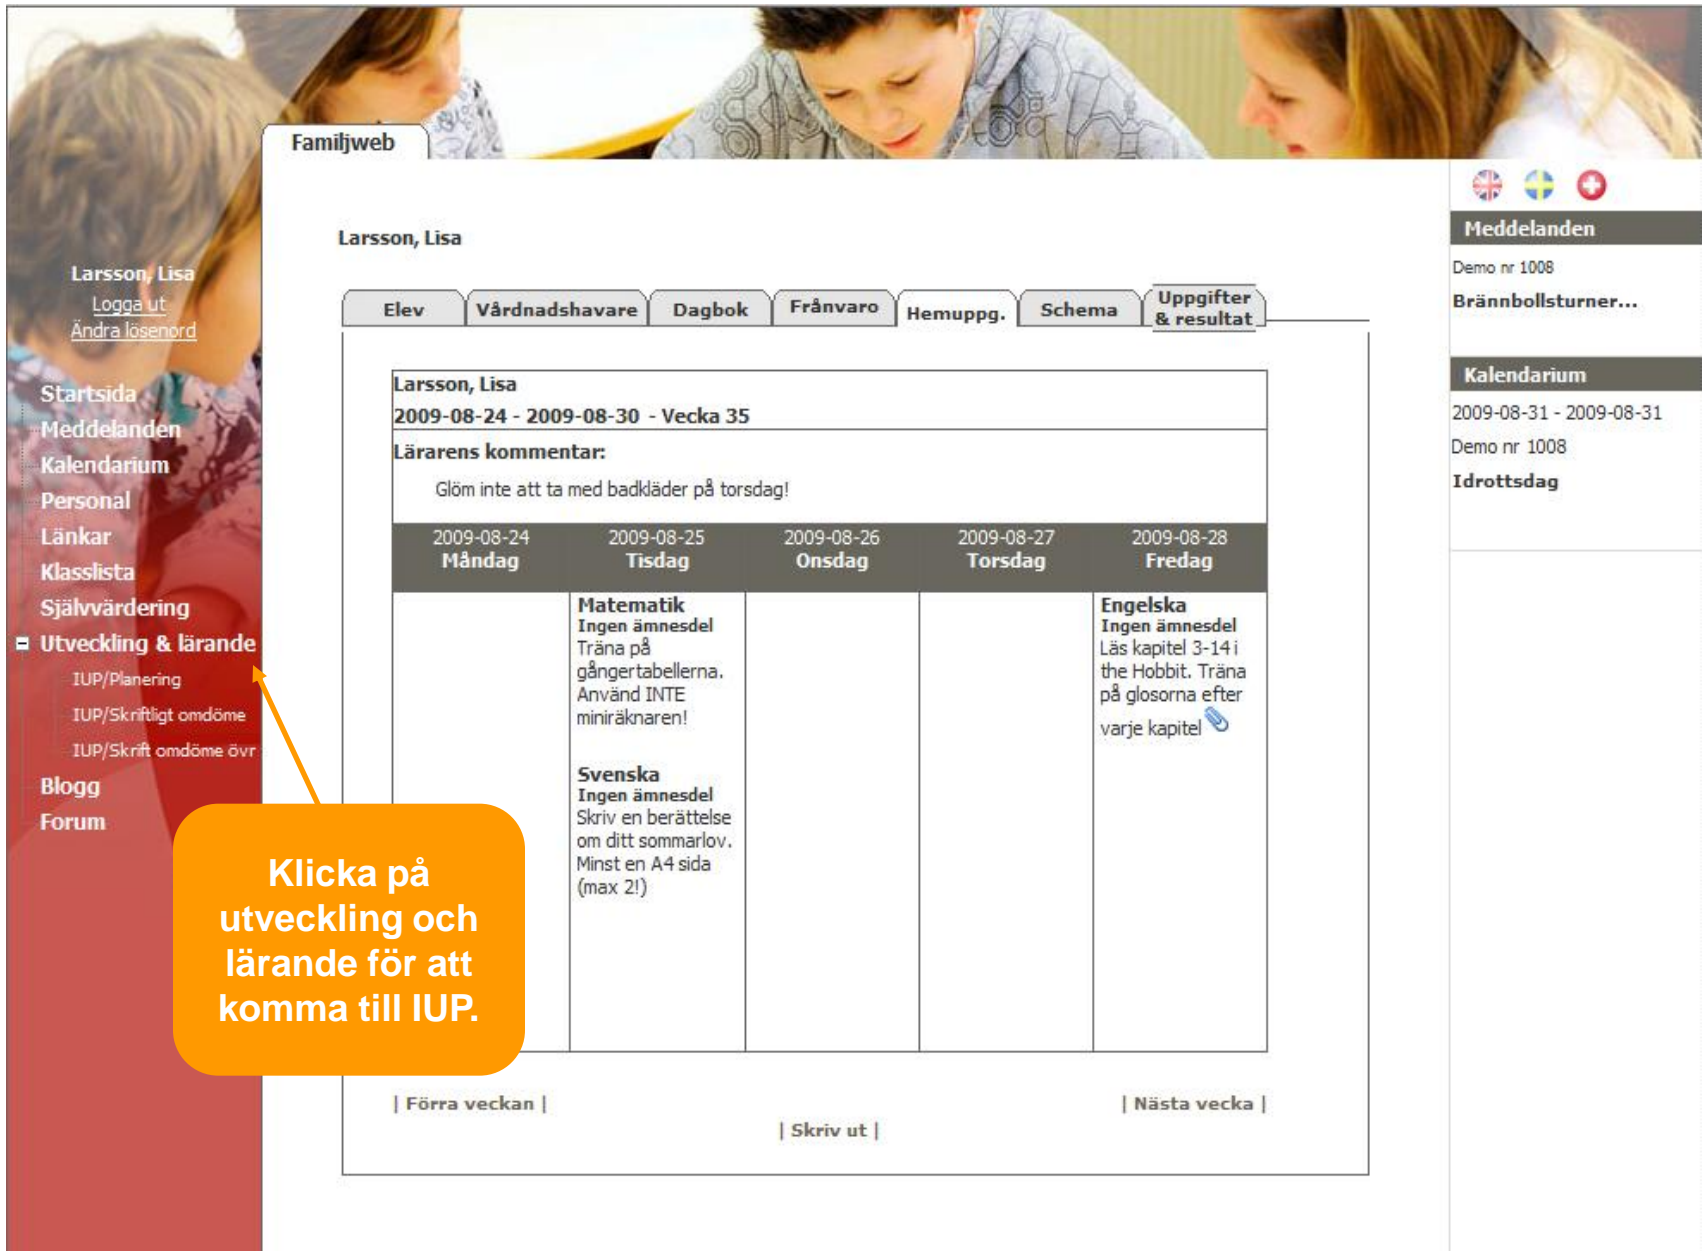 Familjweb
Larsson, Lisa
Logga ut
Ändra lösenord
Startsida
Meddelanden
Kalendarium
Personal
Länkar
Klasslista
Självvärdering
Utveckling & lärande
IUP/Planering
IUP/Skriftligt omdöme
IUP/Skrift omdöme övr
Blogg
Forum
Klicka på
utveckling och
lärande för att
komma till IUP.
Larsson, Lisa
Elev
Vårdnadshavare
Dagbok
Frånvaro
Hemuppg.
Schema
Uppgifter
& resultat
Larsson, Lisa
2009-08-24 - 2009-08-30 - Vecka 35
Lärarens kommentar:
Glöm inte att ta med badkläder på torsdag!
2009-08-24
Måndag
2009-08-25
Tisdag
2009-08-26
Onsdag
2009-08-27
Torsdag
2009-08-28
Fredag
Matematik
Ingen ämnesdel
Träna på
gångertabellerna.
Använd INTE
miniräknaren!
Svenska
Ingen ämnesdel
Skriv en berättelse
om ditt sommarlov.
Minst en A4 sida
(max 2!)
Engelska
Ingen ämnesdel
Läs kapitel 3-14 i
the Hobbit. Träna
på glosorna efter
varje kapitel
| Förra veckan |
| Nästa vecka |
| Skriv ut |
Meddelanden
Demo nr 1008
Brännbollsturner...
Kalendarium
2009-08-31 - 2009-08-31
Demo nr 1008
Idrottsdag